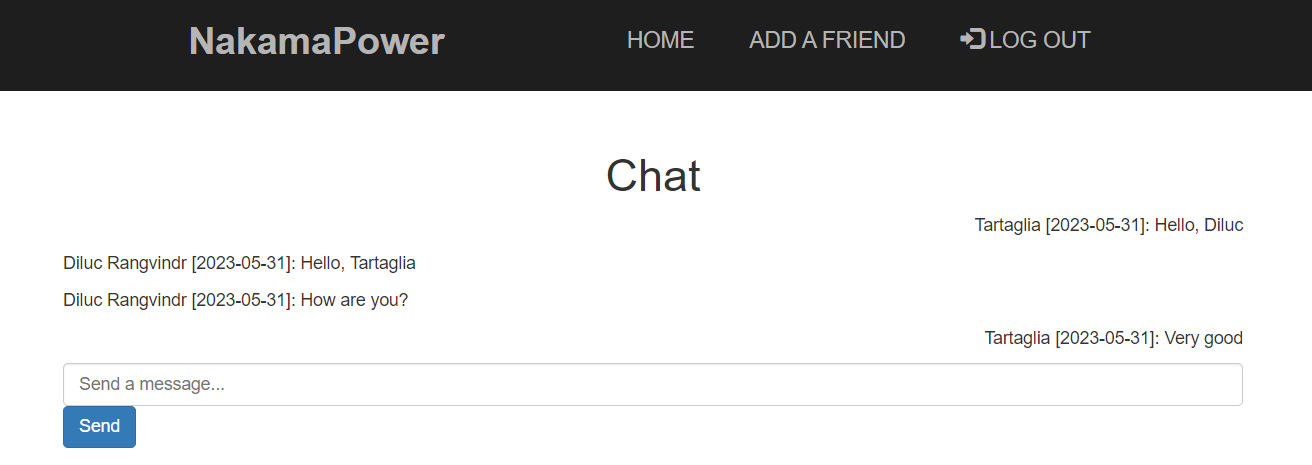 NakamaPower HOME ADD A FRIEND LOG OUT
Chat
Tartaglia [2023-05-31]: Hello, Diluc
Diluc Rangvindr [2023-05-31]: Hello, Tartaglia
Diluc Rangvindr [2023-05-31]: How are you?
Tartaglia [2023-05-31]: Very good
Send a message...
Send